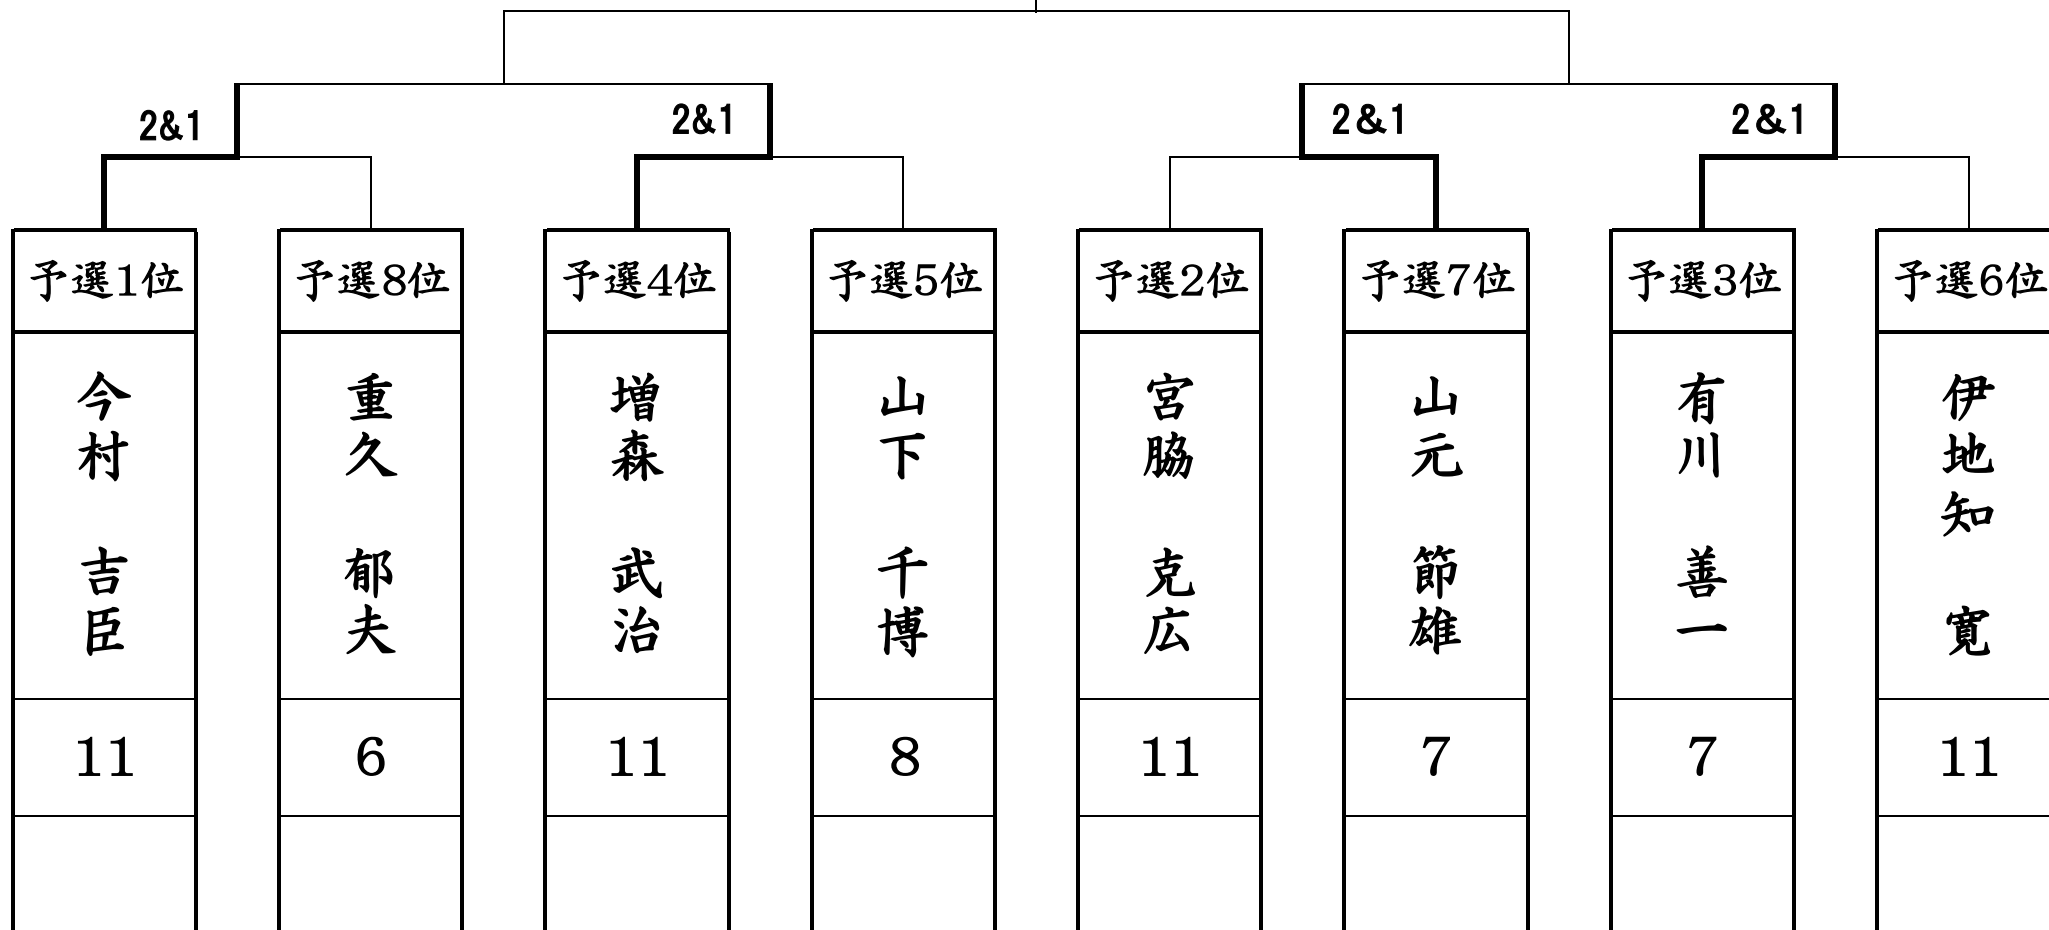 2&1 2&1 2&1 2&1
予選1位 予選8位 予選4位 予選5位 予選2位 予選7位 予選3位 予選6位
今村 吉臣
重久 郁夫
増森 武治
山下 千博
宮脇 克広
山元 節雄
有川 善一
伊地知 寛
11 6 11 8 11 7 7 11